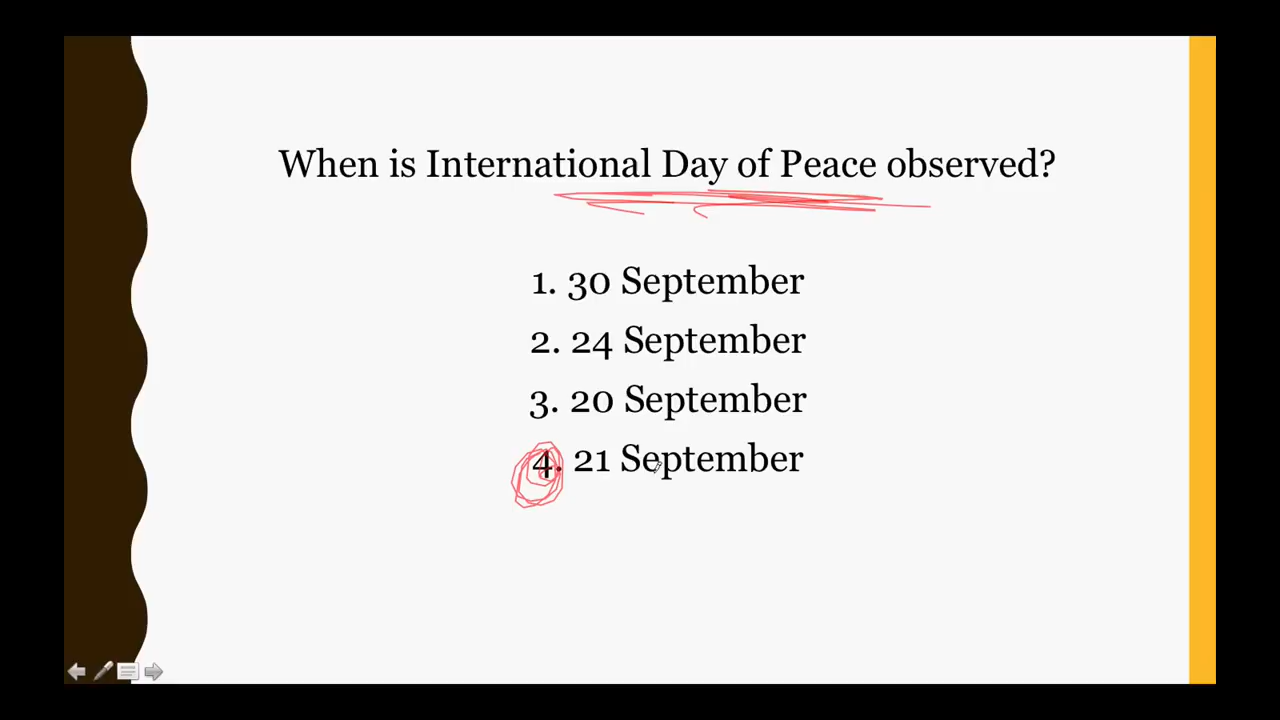 When is International Day of Peace observed?
1. 30 September
2. 24 September
3. 20 September
4. 21 September